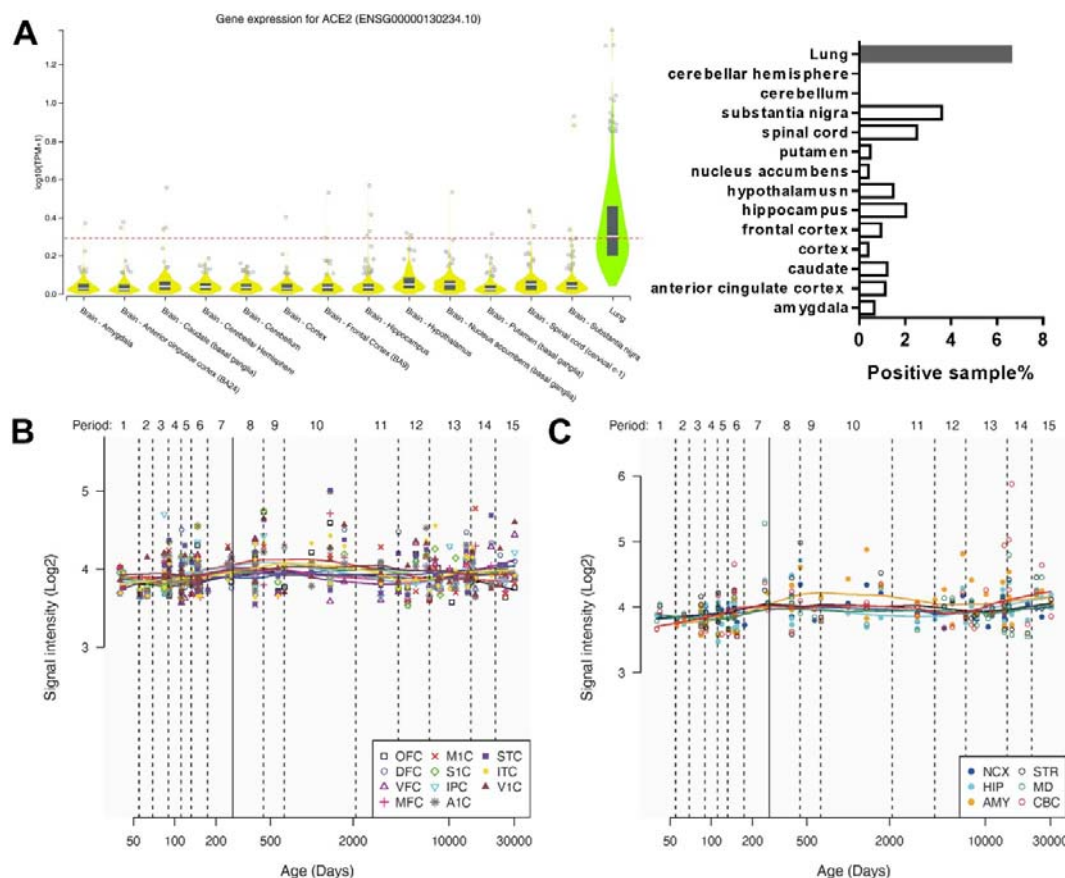 A
Gene expression for ACE2 (ENSG00000130234.10)
log10(TPM+1)
1.2
1.0
0.8
0.6
0.4
0.2
0.0
Brain - Amygdala
Brain - Anterior cingulate cortex (BA24)
Brain - Caudate (basal ganglia)
Brain - Cerebellar Hemisphere
Brain - Cerebellum
Brain - Cortex
Brain - Frontal Cortex (BA9)
Brain - Hippocampus
Brain - Hypothalamus
Brain - Nucleus accumbens (basal ganglia)
Brain - Putamen (basal ganglia)
Brain - Spinal cord (cervical c-1)
Brain - Substantia nigra
Lung
Lung
cerebellar hemisphere
cerebellum
substantia nigra
spinal cord
putamen
nucleus accumbens
hypothalamusn
hippocampus
frontal cortex
cortex
caudate
anterior cingulate cortex
amygdala
0 2 4 6 8
Positive sample%
B
Period: 1 2 3 4 5 6 7 8 9 10 11 12 13 14 15
Signal intensity (Log2)
5
4
3
OFC M1C STC
DFC S1C ITC
VFC IPC V1C
MFC A1C
50 100 200 500 2000 10000 30000
Age (Days)
C
Period: 1 2 3 4 5 6 7 8 9 10 11 12 13 14 15
Signal intensity (Log2)
6
5
4
3
NCX STR
HIP MD
AMY CBC
50 100 200 500 2000 10000 30000
Age (Days)